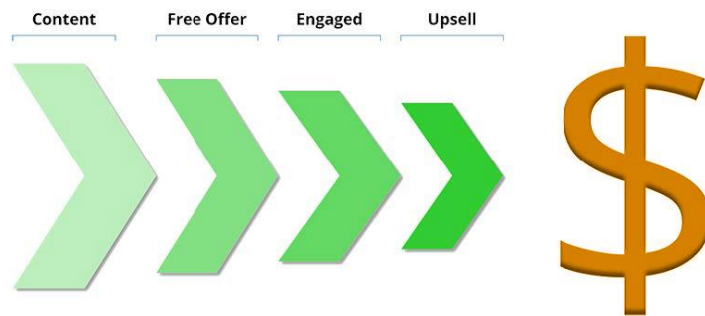 Content
Free Offer
Engaged
Upsell
$